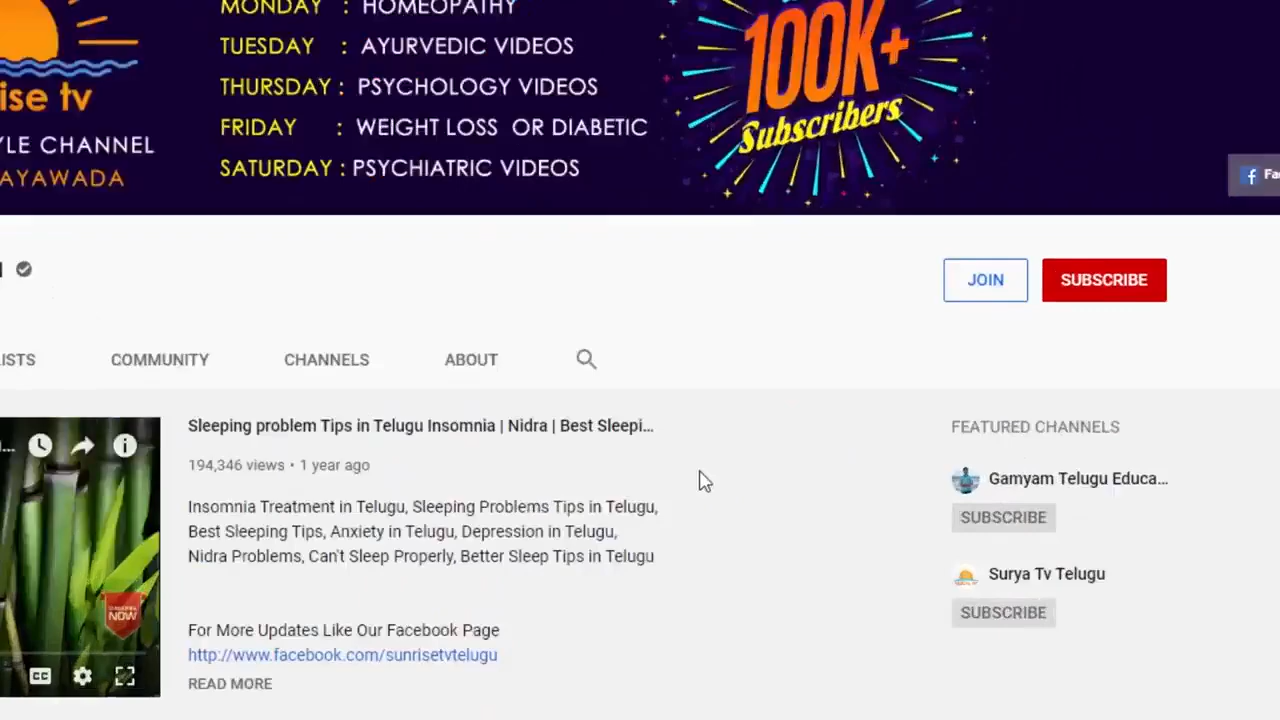 MONDAY : HOMEOPATHY
TUESDAY : AYURVEDIC VIDEOS
THURSDAY : PSYCHOLOGY VIDEOS
FRIDAY : WEIGHT LOSS OR DIABETIC
SATURDAY : PSYCHIATRIC VIDEOS
ise tv
YLE CHANNEL
AYAWADA
100K+
Subscribers
Fa
JOIN
SUBSCRIBE
ISTS
COMMUNITY
CHANNELS
ABOUT
Sleeping problem Tips in Telugu Insomnia | Nidra | Best Sleepi...
194,346 views • 1 year ago
Insomnia Treatment in Telugu, Sleeping Problems Tips in Telugu,
Best Sleeping Tips, Anxiety in Telugu, Depression in Telugu,
Nidra Problems, Can't Sleep Properly, Better Sleep Tips in Telugu
For More Updates Like Our Facebook Page
http://www.facebook.com/sunrisetvtelugu
READ MORE
NOW
CC
FEATURED CHANNELS
Gamyam Telugu Educa...
SUBSCRIBE
Surya Tv Telugu
SUBSCRIBE